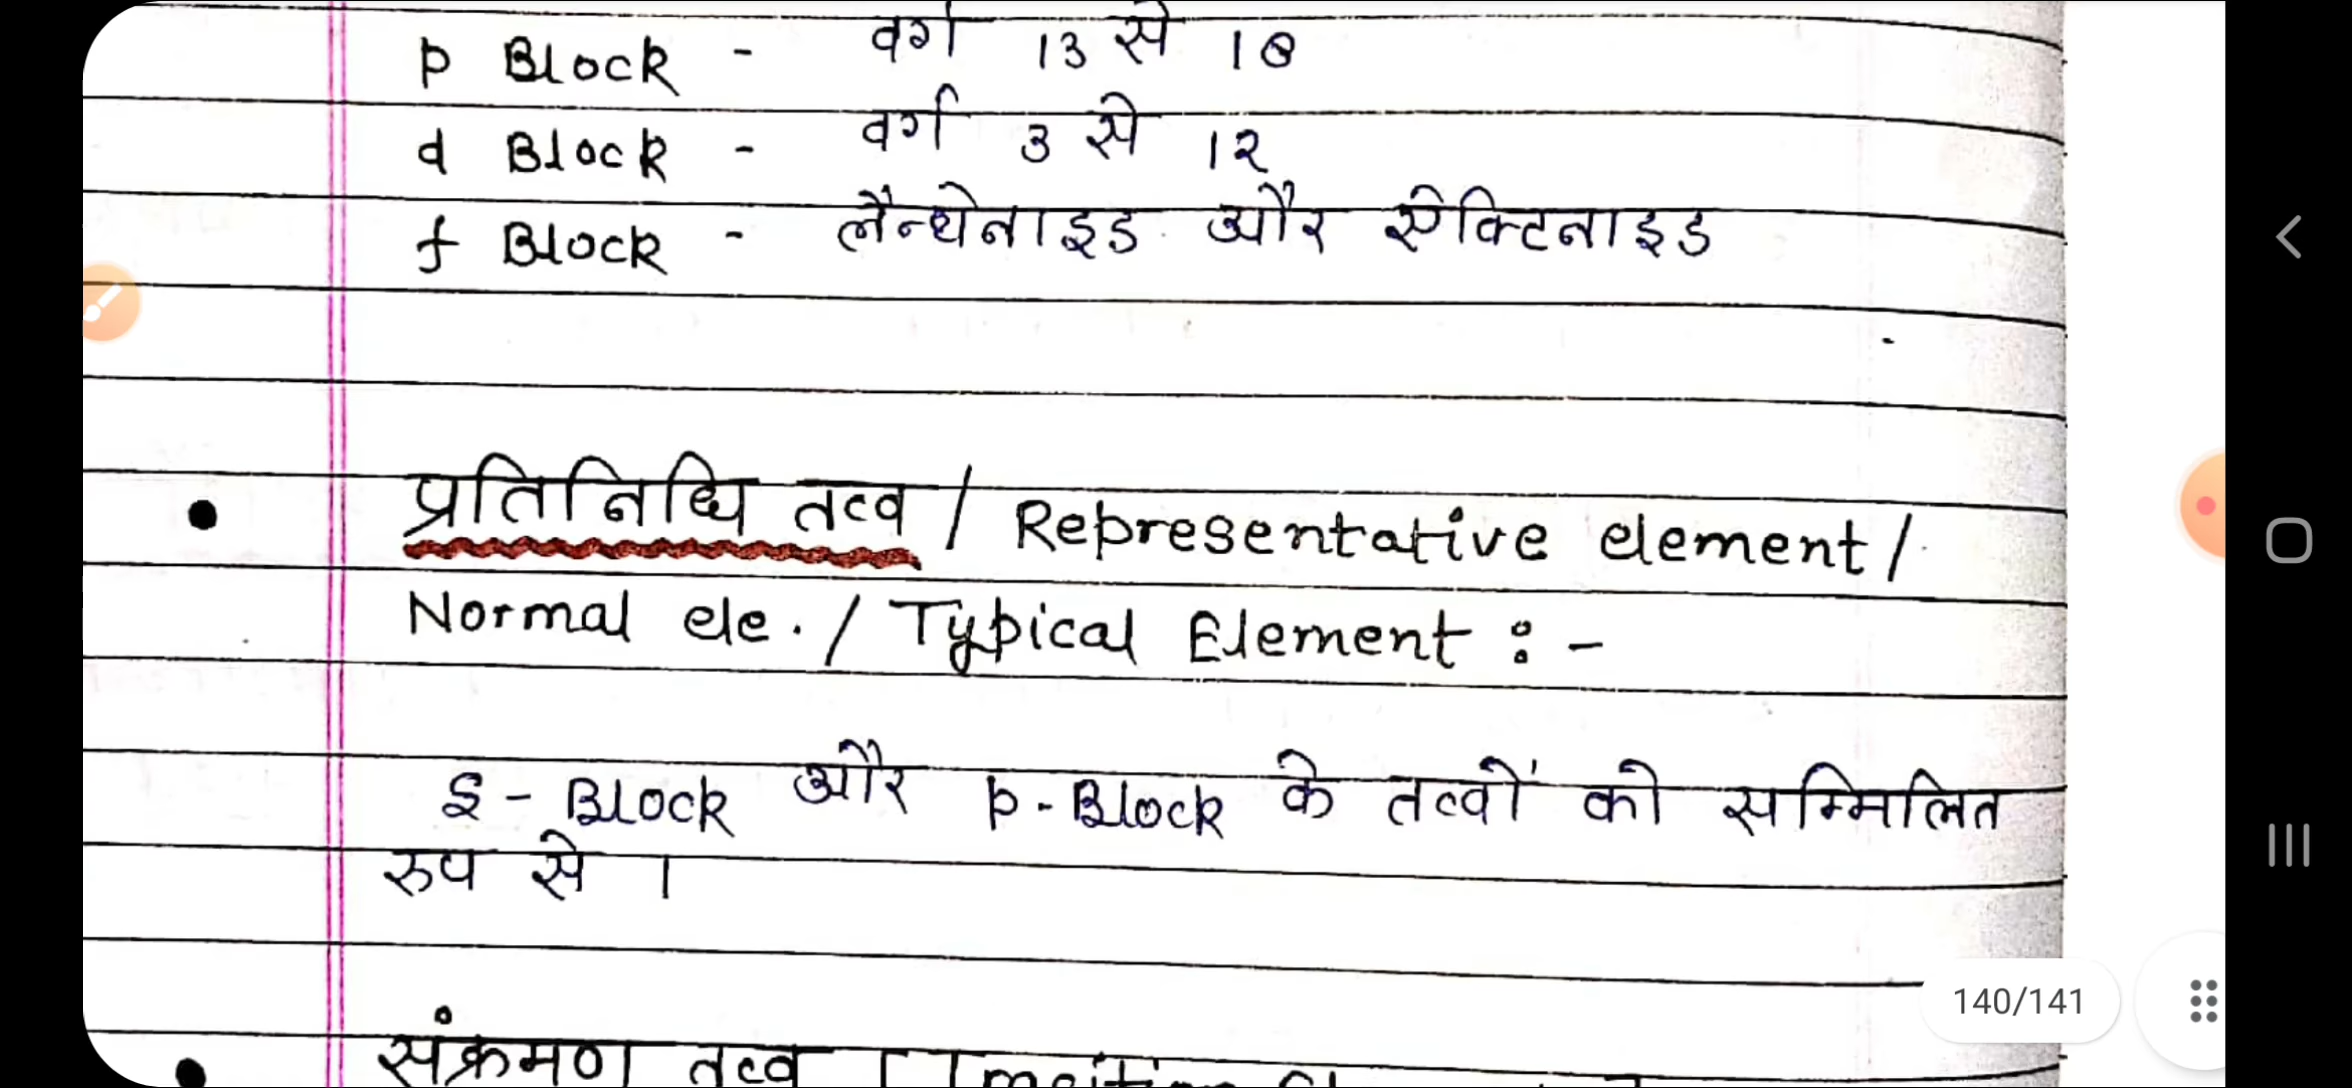 p Block - वर्ग 13 से 18
d Block - वर्ग 3 से 12
f Block - लैन्थेनाइड और ऐक्टिनाइड
प्रतिनिधि तत्व / Representative element /
Normal ele. / Typical Element : -
s - Block और p - Block के तत्वों को सम्मिलित
रुप से ।
140/141
संक्रमण तत्व